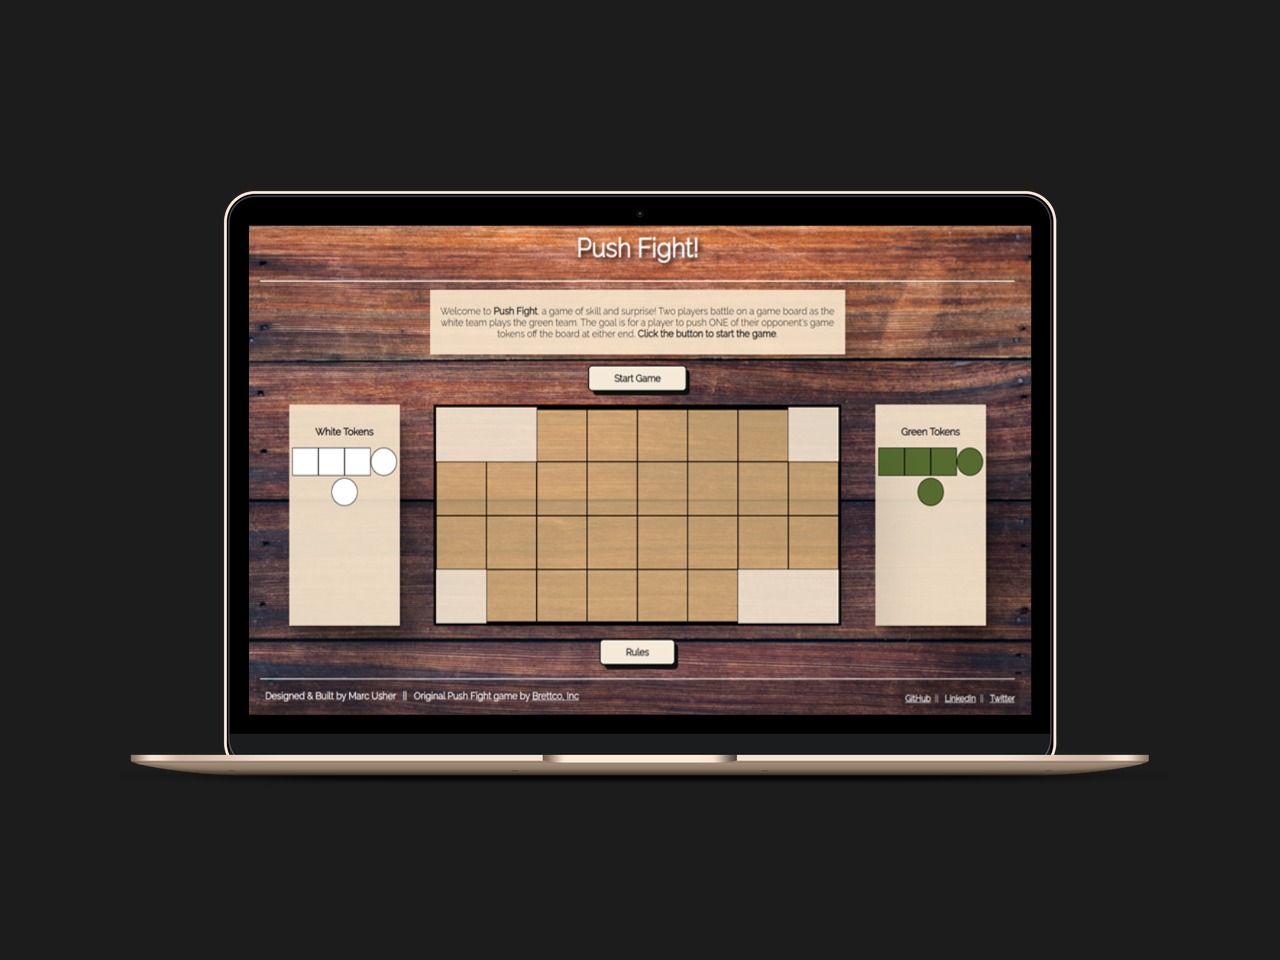 Push Fight!
Welcome to Push Fight, a game of skill and surprise! Two players battle on a game board as the
white team plays the green team. The goal is for a player to push ONE of their opponent's game
tokens off the board at either end. Click the button to start the game.
Start Game
White Tokens
Green Tokens
Rules
Designed & Built by Marc Usher || Original Push Fight game by Brettco, Inc
GitHub || LinkedIn || Twitter